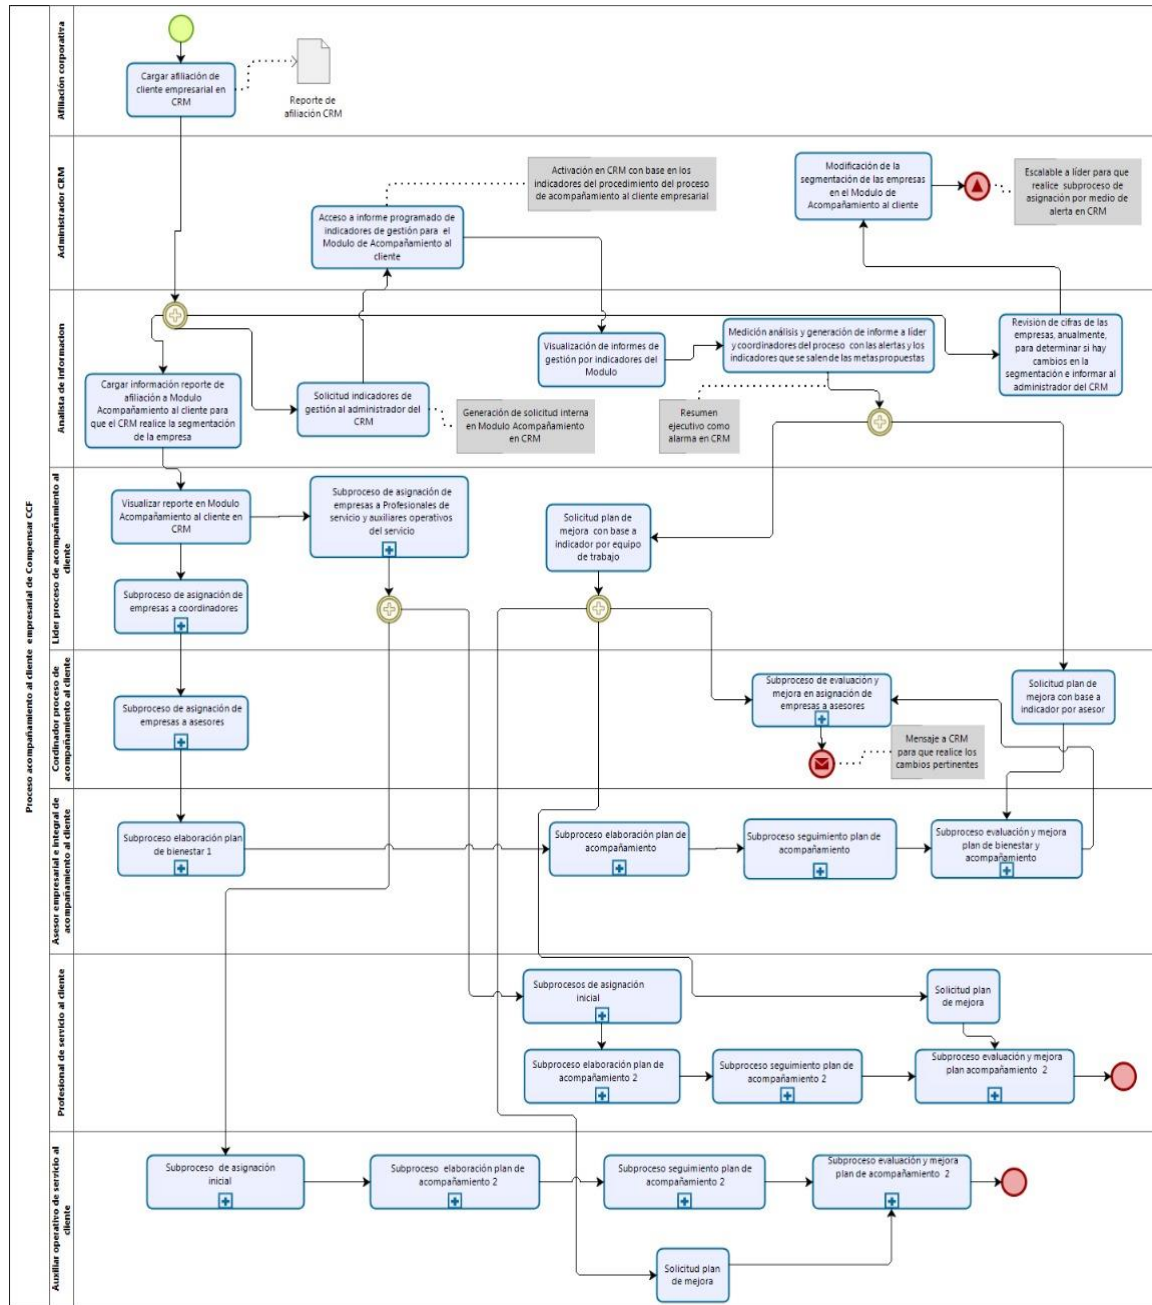 Proceso acompañamiento al cliente empresarial de Compensar CCF
Afiliación corporativa
Cargar afiliación de
cliente empresarial en
CRM
Reporte de
afiliación CRM
Administrador CRM
Activación en CRM con base en los
indicadores del procedimiento del proceso
de acompañamiento al cliente empresarial
Acceso a informe programado de
indicadores de gestión para el
Modulo de Acompañamiento al
cliente
Modificación de la
segmentación de las empresas
en el Modulo de
Acompañamiento al cliente
Escalable a líder para que
realice subproceso de
asignación por medio de
alerta en CRM
Analista de informacion
Cargar información reporte de
afiliación a Modulo
Acompañamiento al cliente para
que el CRM realice la segmentación
de la empresa
Solicitud indicadores de
gestión al administrador del
CRM
Generación de solicitud interna
en Modulo Acompañamiento
en CRM
Visualización de informes de
gestión por indicadores del
Modulo
Medición análisis y generación de informe a líder
y coordinadores del proceso con las alertas y los
indicadores que se salen de las metas propuestas
Resumen
ejecutivo como
alarma en CRM
Revisión de cifras de las
empresas, anualmente,
para determinar si hay
cambios en la
segmentación e informar al
administrador del CRM
Líder proceso de acompañamiento al
cliente
Visualizar reporte en Modulo
Acompañamiento al cliente en
CRM
Subproceso de asignación de
empresas a Profesionales de
servicio y auxiliares operativos
del servicio
Solicitud plan de
mejora con base
a indicador por equipo
de trabajo
Subproceso de asignación de
empresas a coordinadores
Cordinador proceso de
acompañamiento al cliente
Subproceso de asignación de
empresas a asesores
Subproceso de evaluación y
mejora en asignación de
empresas a asesores
Mensaje a CRM
para que realice los
cambios pertinentes
Solicitud plan de
mejora con base a
indicador por asesor
Asesor empresarial e integral de
acompañamiento al cliente
Subproceso elaboración plan
de bienestar 1
Subproceso elaboración plan de
acompañamiento
Subproceso seguimiento plan de
acompañamiento
Subproceso evaluación y mejora
plan de bienestar y
acompañamiento
Profesional de servicio al cliente
Subprocesos de asignación
inicial
Solicitud plan
de mejora
Subproceso elaboración plan de
acompañamiento 2
Subproceso seguimiento plan de
acompañamiento 2
Subproceso evaluación y mejora
plan acompañamiento 2
Auxiliar operativo de servicio al
cliente
Subproceso de asignación
inicial
Subproceso elaboración plan de
acompañamiento 2
Subproceso seguimiento plan de
acompañamiento 2
Subproceso evaluación y mejora
plan de acompañamiento 2
Solicitud plan
de mejora